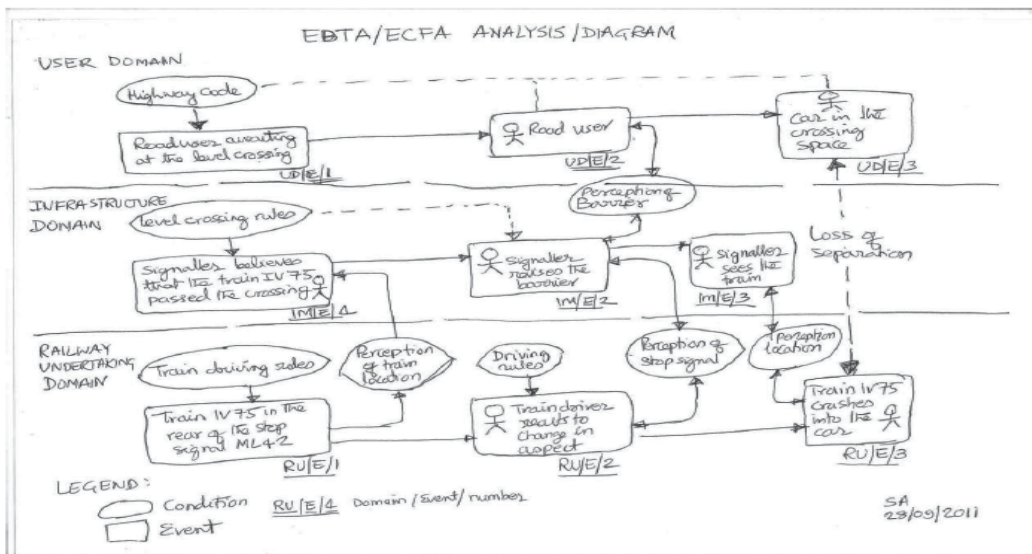 EBTA/ECFA ANALYSIS/DIAGRAM
USER DOMAIN
Highway Code
Road user awaiting
at the level crossing
UD/E/1
Road user
UD/E/2
Car in the
crossing
space
UD/E/3
INFRASTRUCTURE
DOMAIN
level crossing rules
Signaller believes
that the train IV75
passed the crossing
IM/E/1
Signaller
raises the
barrier
IM/E/2
Perception of
Barrier
Signaller
sees the
train
IM/E/3
Loss of
separation
RAILWAY
UNDERTAKING
DOMAIN
Train driving rules
Train IV75 in the
rear of the stop
signal ML42
RU/E/1
Perception
of train
location
Driving
rules
Train driver
reacts to
change in
aspect
RU/E/2
Perception of
stop signal
Perception
location
Train IV75
crashes
into the
car
RU/E/3
LEGEND:
Condition
Event
RU/E/1 Domain/Event/number
SA
28/09/2011